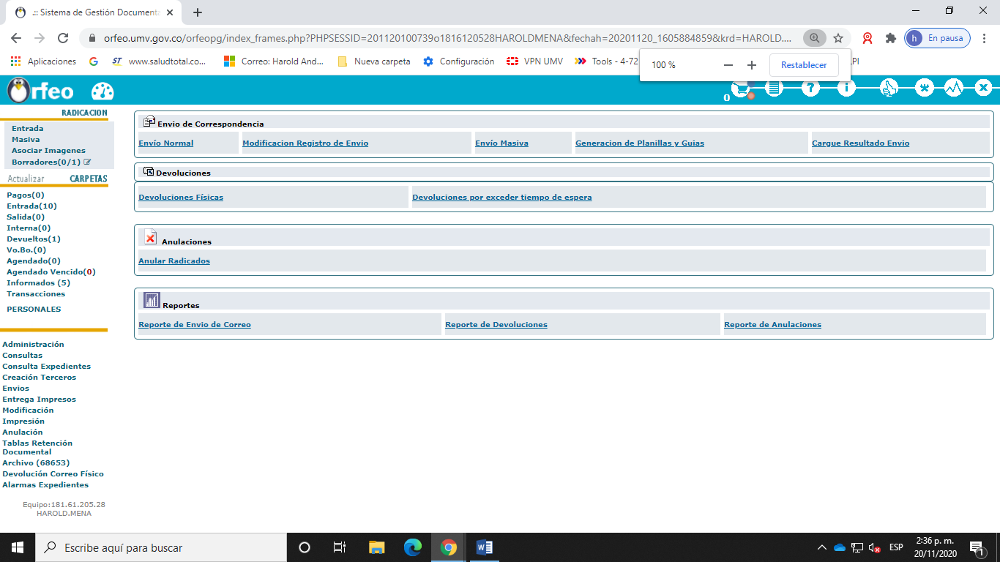 .:: Sistema de Gestión Documenta
orfeo.umv.gov.co/orfeopg/index_frames.php?PHPSESSID=201120100739o1816120528HAROLDMENA&fechah=20201120_1605884859&krd=HAROLD....
h En pausa
Aplicaciones
G
ST www.saludtotal.co...
Correo: Harold And...
Nueva carpeta
Configuración
VPN UMV
Tools - 4-72
LPI
100 %
Restablecer
Orfeo
0
RADICACION
Entrada
Masiva
Asociar Imagenes
Borradores(0/1)
Actualizar CARPETAS
Pagos(0)
Entrada(10)
Salida(0)
Interna(0)
Devueltos(1)
Vo.Bo.(0)
Agendado(0)
Agendado Vencido(0)
Informados (5)
Transacciones
PERSONALES
Administración
Consultas
Consulta Expedientes
Creación Terceros
Envios
Entrega Impresos
Modificación
Impresión
Anulación
Tablas Retención
Documental
Archivo (68653)
Devolución Correo Físico
Alarmas Expedientes
Equipo:181.61.205.28
HAROLD.MENA
Envio de Correspondencia
Envío Normal Modificacion Registro de Envio Envío Masiva Generacion de Planillas y Guias Cargue Resultado Envio
Devoluciones
Devoluciones Físicas Devoluciones por exceder tiempo de espera
Anulaciones
Anular Radicados
Reportes
Reporte de Envio de Correo Reporte de Devoluciones Reporte de Anulaciones
Escribe aquí para buscar
ESP
2:36 p. m.
20/11/2020
1